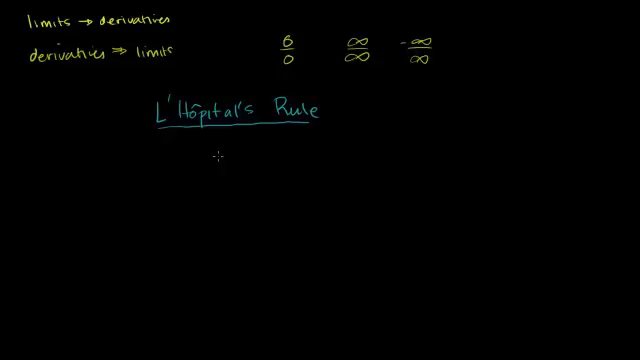 limits → derivatives
derivatives ⇒ limits 0/0 ∞/∞ -∞/∞
L'Hôpital's Rule